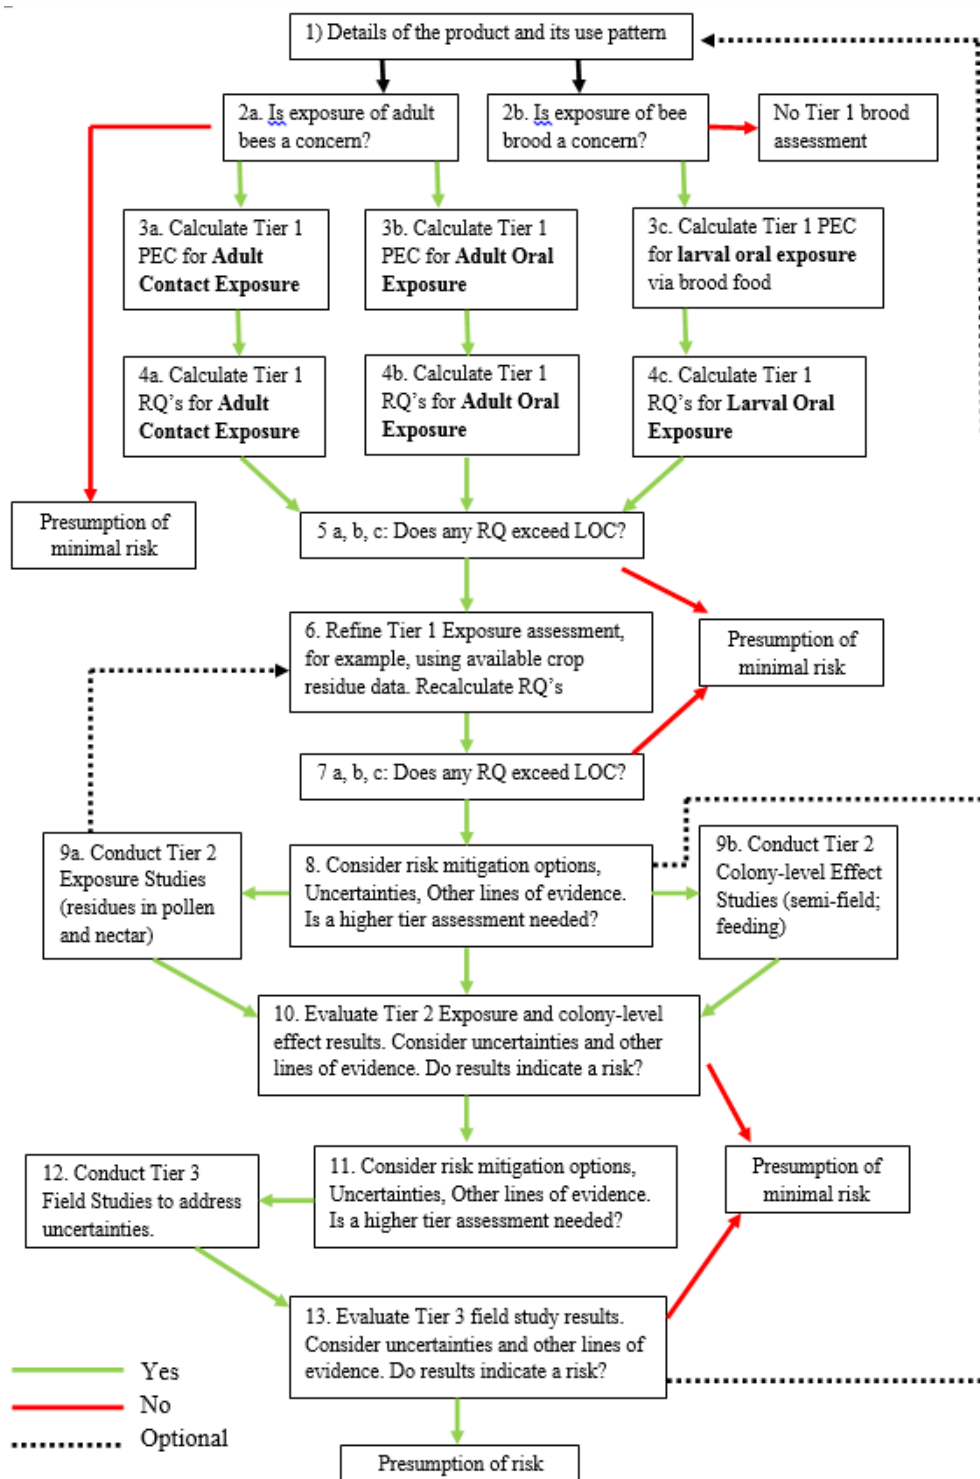 1) Details of the product and its use pattern
2a. Is exposure of adult
bees a concern?
2b. Is exposure of bee
brood a concern?
No Tier 1 brood
assessment
3a. Calculate Tier 1
PEC for Adult
Contact Exposure
3b. Calculate Tier 1
PEC for Adult Oral
Exposure
3c. Calculate Tier 1 PEC
for larval oral exposure
via brood food
4a. Calculate Tier 1
RQ’s for Adult
Contact Exposure
4b. Calculate Tier 1
RQ’s for Adult Oral
Exposure
4c. Calculate Tier 1
RQ’s for Larval Oral
Exposure
Presumption of
minimal risk
5 a, b, c: Does any RQ exceed LOC?
6. Refine Tier 1 Exposure assessment,
for example, using available crop
residue data. Recalculate RQ’s
Presumption of
minimal risk
7 a, b, c: Does any RQ exceed LOC?
9a. Conduct Tier 2
Exposure Studies
(residues in pollen
and nectar)
8. Consider risk mitigation options,
Uncertainties, Other lines of evidence.
Is a higher tier assessment needed?
9b. Conduct Tier 2
Colony-level Effect
Studies (semi-field;
feeding)
10. Evaluate Tier 2 Exposure and colony-level
effect results. Consider uncertainties and other
lines of evidence. Do results indicate a risk?
12. Conduct Tier 3
Field Studies to address
uncertainties.
11. Consider risk mitigation options,
Uncertainties, Other lines of evidence.
Is a higher tier assessment needed?
Presumption of
minimal risk
13. Evaluate Tier 3 field study results.
Consider uncertainties and other lines of
evidence. Do results indicate a risk?
Yes
No
Optional
Presumption of risk